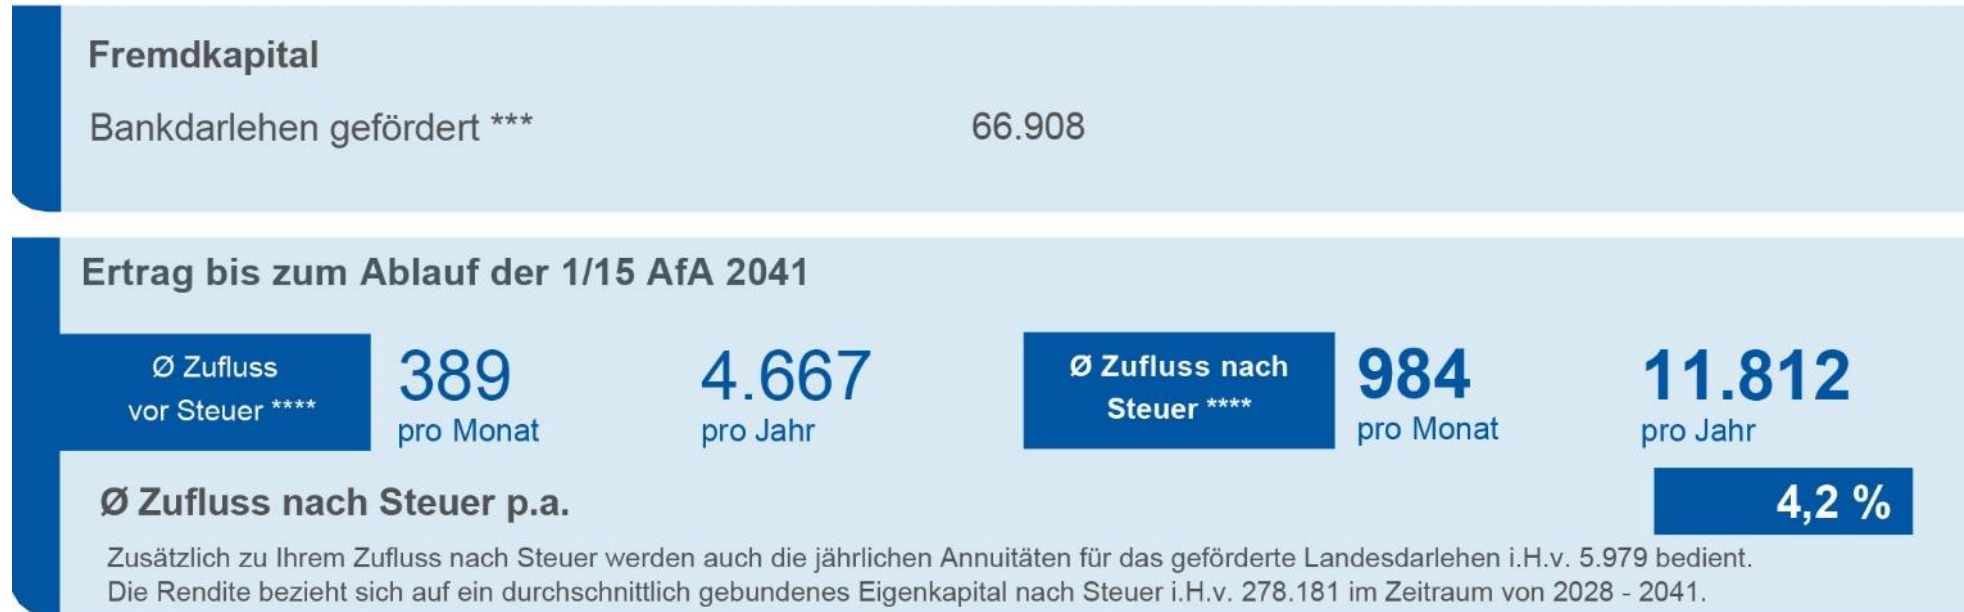 Fremdkapital
Bankdarlehen gefördert *** 66.908
Ertrag bis zum Ablauf der 1/15 AfA 2041
Ø Zufluss
vor Steuer ****
389
pro Monat
4.667
pro Jahr
Ø Zufluss nach
Steuer ****
984
pro Monat
11.812
pro Jahr
Ø Zufluss nach Steuer p.a. 4,2 %
Zusätzlich zu Ihrem Zufluss nach Steuer werden auch die jährlichen Annuitäten für das geförderte Landesdarlehen i.H.v. 5.979 bedient.
Die Rendite bezieht sich auf ein durchschnittlich gebundenes Eigenkapital nach Steuer i.H.v. 278.181 im Zeitraum von 2028 - 2041.